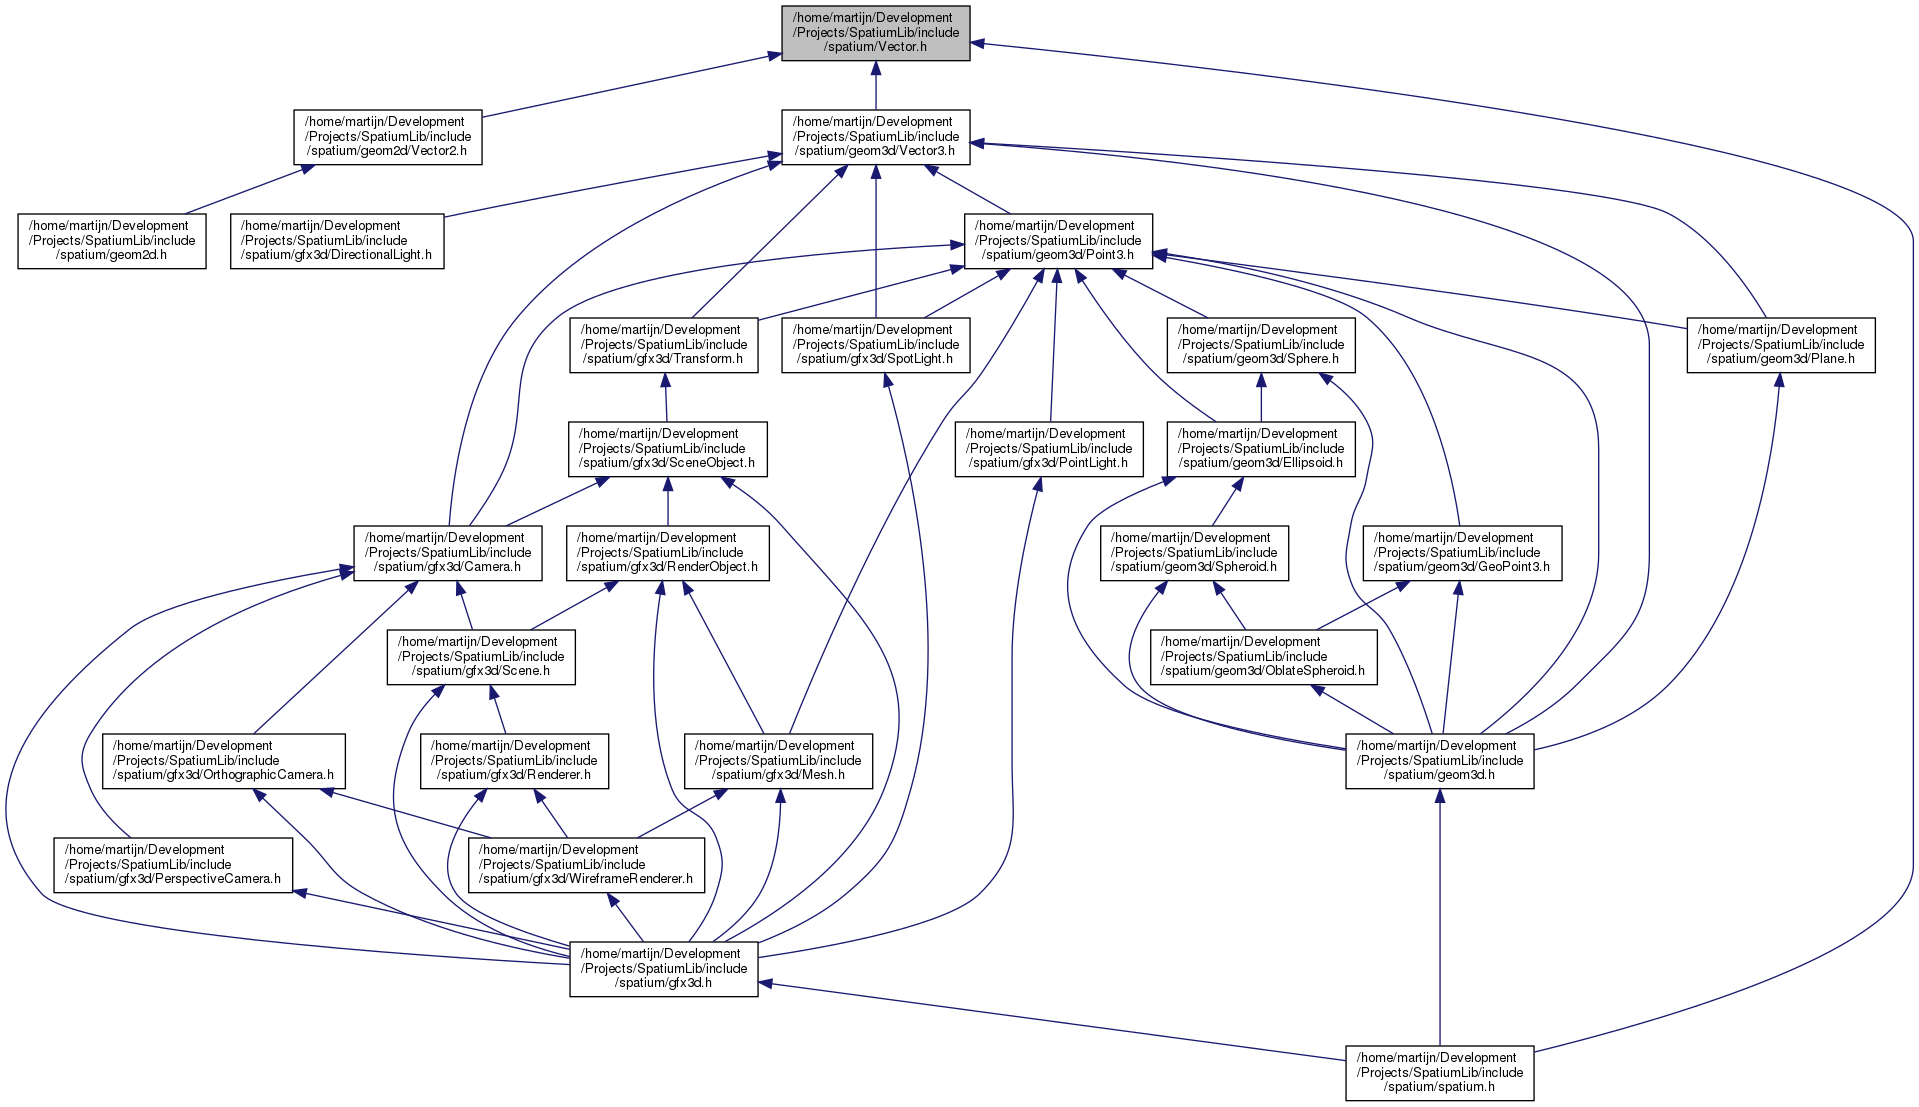 /home/martijn/Development
/Projects/SpatiumLib/include
/spatium/Vector.h
/home/martijn/Development
/Projects/SpatiumLib/include
/spatium/geom2d/Vector2.h
/home/martijn/Development
/Projects/SpatiumLib/include
/spatium/geom3d/Vector3.h
/home/martijn/Development
/Projects/SpatiumLib/include
/spatium/geom2d.h
/home/martijn/Development
/Projects/SpatiumLib/include
/spatium/gfx3d/DirectionalLight.h
/home/martijn/Development
/Projects/SpatiumLib/include
/spatium/geom3d/Point3.h
/home/martijn/Development
/Projects/SpatiumLib/include
/spatium/gfx3d/Transform.h
/home/martijn/Development
/Projects/SpatiumLib/include
/spatium/gfx3d/SpotLight.h
/home/martijn/Development
/Projects/SpatiumLib/include
/spatium/geom3d/Sphere.h
/home/martijn/Development
/Projects/SpatiumLib/include
/spatium/geom3d/Plane.h
/home/martijn/Development
/Projects/SpatiumLib/include
/spatium/gfx3d/SceneObject.h
/home/martijn/Development
/Projects/SpatiumLib/include
/spatium/gfx3d/PointLight.h
/home/martijn/Development
/Projects/SpatiumLib/include
/spatium/geom3d/Ellipsoid.h
/home/martijn/Development
/Projects/SpatiumLib/include
/spatium/gfx3d/Camera.h
/home/martijn/Development
/Projects/SpatiumLib/include
/spatium/gfx3d/RenderObject.h
/home/martijn/Development
/Projects/SpatiumLib/include
/spatium/geom3d/Spheroid.h
/home/martijn/Development
/Projects/SpatiumLib/include
/spatium/geom3d/GeoPoint3.h
/home/martijn/Development
/Projects/SpatiumLib/include
/spatium/gfx3d/Scene.h
/home/martijn/Development
/Projects/SpatiumLib/include
/spatium/geom3d/OblateSpheroid.h
/home/martijn/Development
/Projects/SpatiumLib/include
/spatium/gfx3d/OrthographicCamera.h
/home/martijn/Development
/Projects/SpatiumLib/include
/spatium/gfx3d/Renderer.h
/home/martijn/Development
/Projects/SpatiumLib/include
/spatium/gfx3d/Mesh.h
/home/martijn/Development
/Projects/SpatiumLib/include
/spatium/geom3d.h
/home/martijn/Development
/Projects/SpatiumLib/include
/spatium/gfx3d/PerspectiveCamera.h
/home/martijn/Development
/Projects/SpatiumLib/include
/spatium/gfx3d/WireframeRenderer.h
/home/martijn/Development
/Projects/SpatiumLib/include
/spatium/gfx3d.h
/home/martijn/Development
/Projects/SpatiumLib/include
/spatium/spatium.h